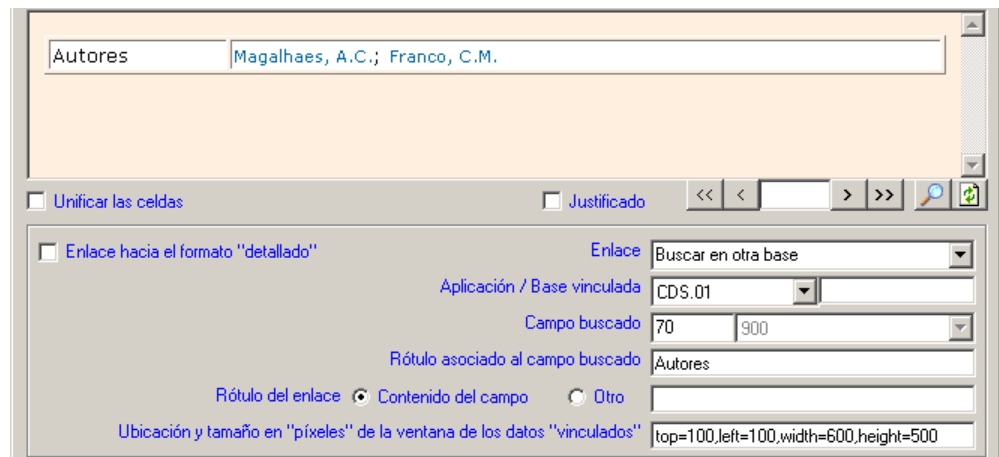 Autores Magalhaes, A.C.; Franco, C.M.
Unificar las celdas Justificado << < > >>
Enlace hacia el formato "detallado" Enlace Buscar en otra base
Aplicación / Base vinculada CDS.01
Campo buscado 70 900
Rótulo asociado al campo buscado Autores
Rótulo del enlace Contenido del campo Otro
Ubicación y tamaño en "píxeles" de la ventana de los datos "vinculados" top=100,left=100,width=600,height=500